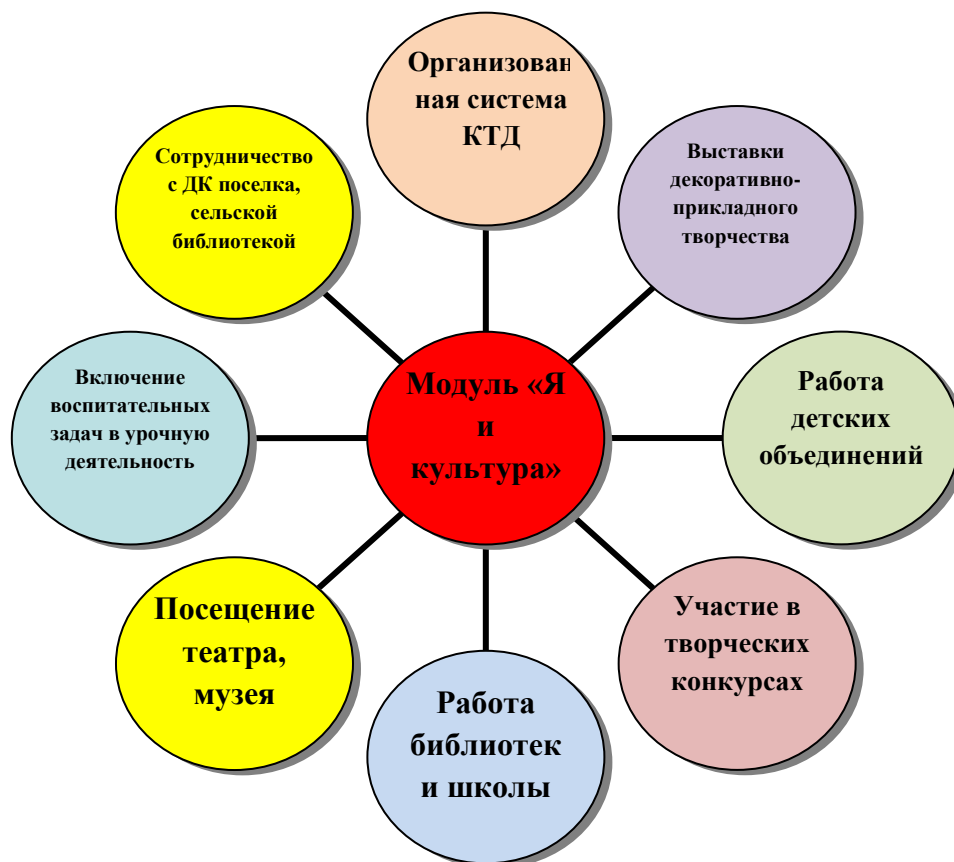 Организован
ная система
КТД
Сотрудничество
с ДК поселка,
сельской
библиотекой
Выставки
декоративно-
прикладного
творчества
Включение
воспитательных
задач в урочную
деятельность
Модуль «Я
и
культура»
Работа
детских
объединений
Посещение
театра,
музея
Работа
библиотек
и школы
Участие в
творческих
конкурсах